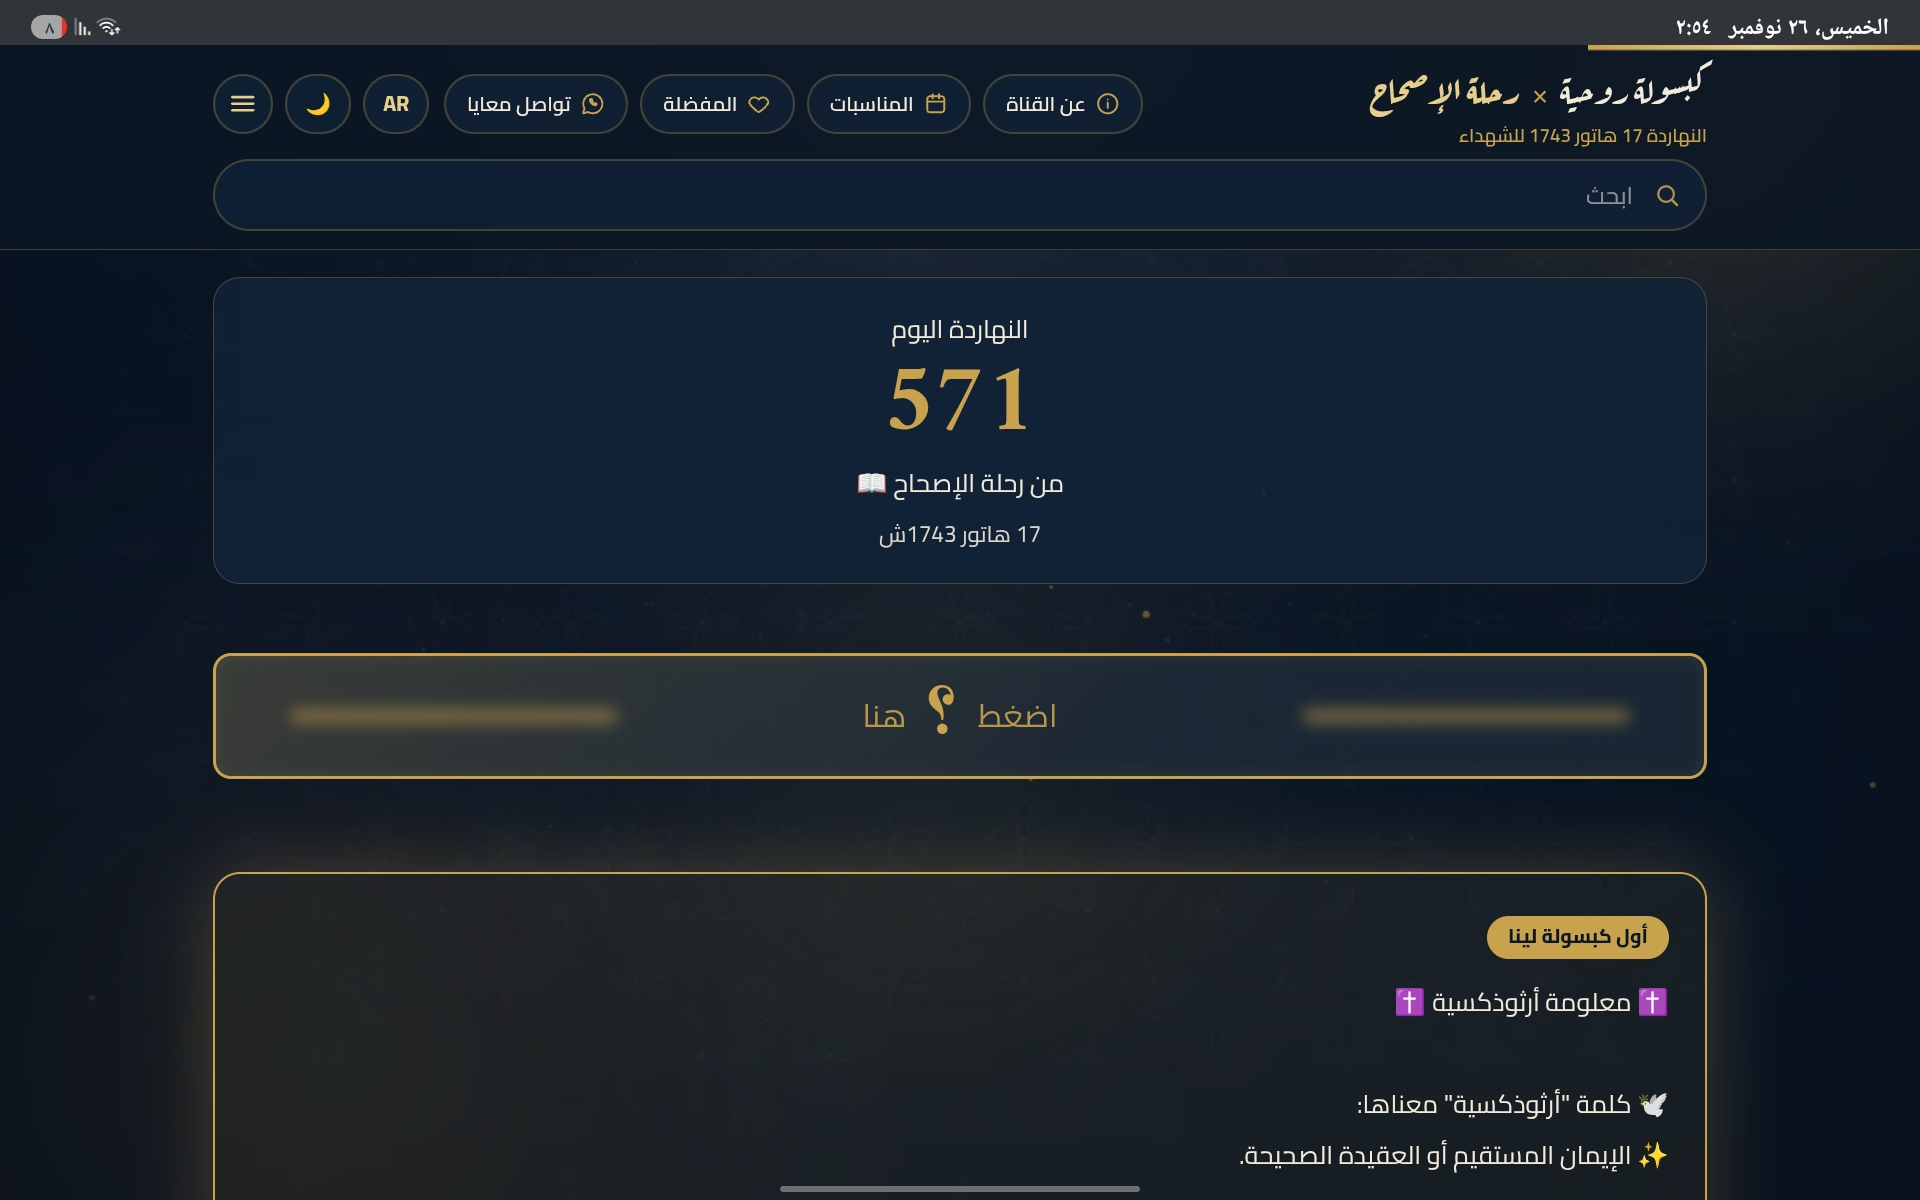 الخميس، ٢٦ نوفمبر ٢:٥٤
٨
كبسولة روحية × رحلة الإصحاح
النهاردة 17 هاتور 1743 للشهداء
عن القناة
المناسبات
المفضلة
تواصل معايا
AR
ابحث
النهاردة اليوم
571
من رحلة الإصحاح 📖
17 هاتور 1743ش
اضغط ؟ هنا
أول كبسولة لينا
✝️ معلومة أرثوذكسية ✝️
🕊️ كلمة "أرثوذكسية" معناها:
✨ الإيمان المستقيم أو العقيدة الصحيحة.